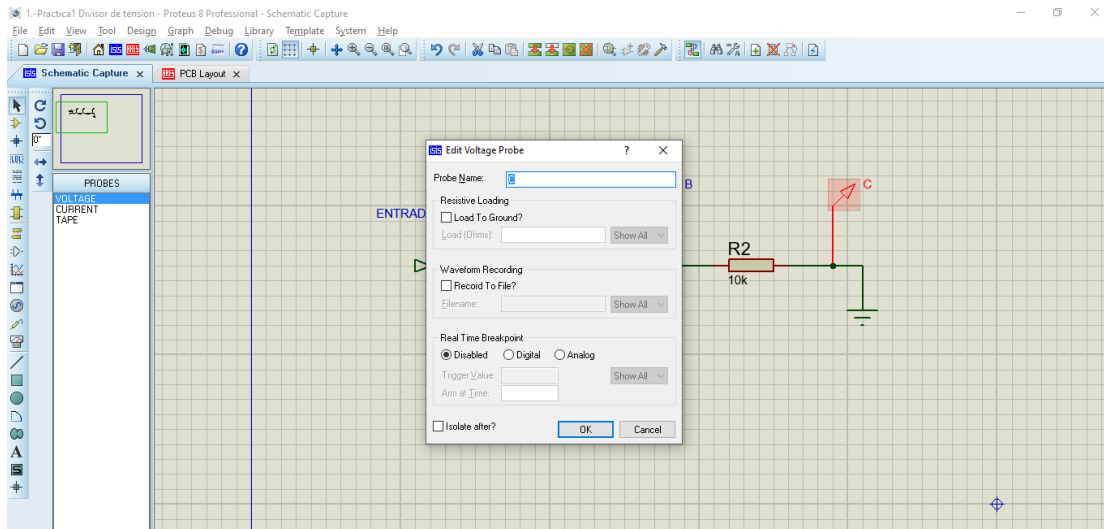 1.-Practica1 Divisor de tension - Proteus 8 Professional - Schematic Capture
File Edit View Tool Design Graph Debug Library Template System Help
Schematic Capture
PCB Layout
0°
LBL
PROBES
VOLTAGE
CURRENT
TAPE
A
S
ENTRAD
Edit Voltage Probe
Probe Name: C
Resistive Loading
Load To Ground?
Load (Ohms): Show All
Waveform Recording
Record To File?
Filename: Show All
Real Time Breakpoint
Disabled Digital Analog
Trigger Value: Show All
Arm at Time:
Isolate after? OK Cancel
B
C
R2
10k